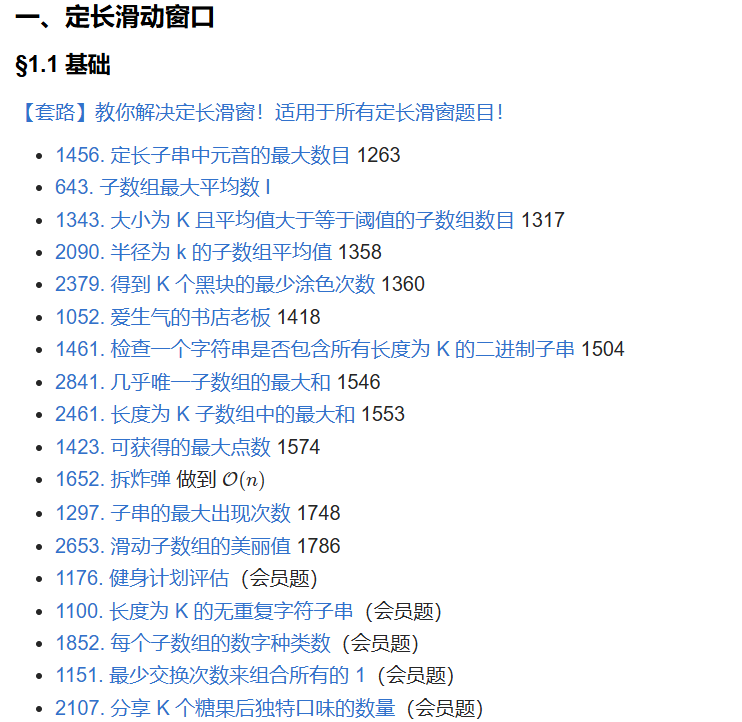 一、定长滑动窗口
§1.1 基础
【套路】教你解决定长滑窗！适用于所有定长滑窗题目！
• 1456. 定长子串中元音的最大数目 1263
• 643. 子数组最大平均数 I
• 1343. 大小为 K 且平均值大于等于阈值的子数组数目 1317
• 2090. 半径为 k 的子数组平均值 1358
• 2379. 得到 K 个黑块的最少涂色次数 1360
• 1052. 爱生气的书店老板 1418
• 1461. 检查一个字符串是否包含所有长度为 K 的二进制子串 1504
• 2841. 几乎唯一子数组的最大和 1546
• 2461. 长度为 K 子数组中的最大和 1553
• 1423. 可获得的最大点数 1574
• 1652. 拆炸弹 做到 O(n)
• 1297. 子串的最大出现次数 1748
• 2653. 滑动子数组的美丽值 1786
• 1176. 健身计划评估（会员题）
• 1100. 长度为 K 的无重复字符子串（会员题）
• 1852. 每个子数组的数字种类数（会员题）
• 1151. 最少交换次数来组合所有的 1（会员题）
• 2107. 分享 K 个糖果后独特口味的数量（会员题）